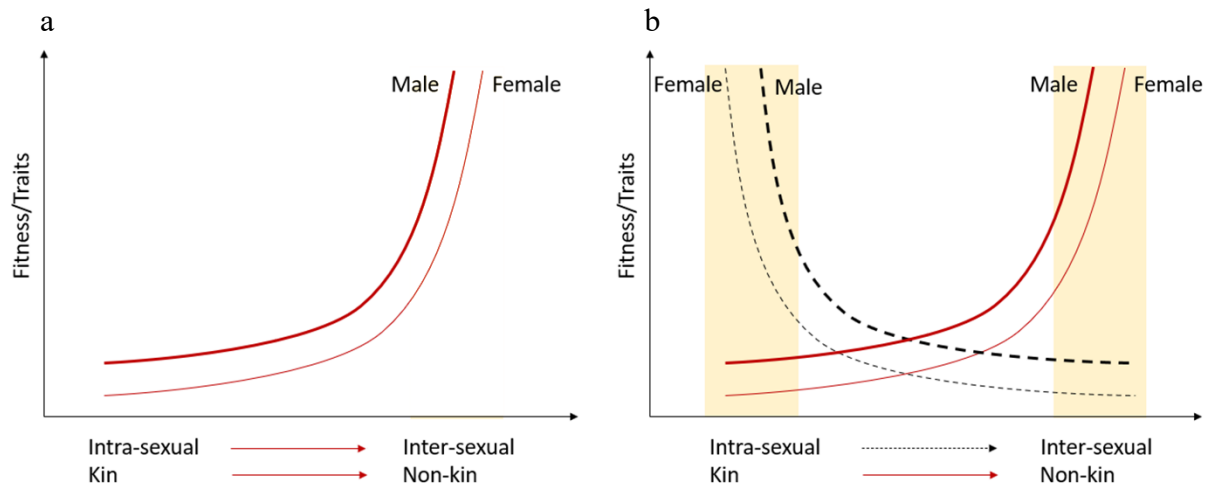 a
Male Female
Fitness/Traits
Intra-sexual Inter-sexual
Kin Non-kin
b
Female Male Male Female
Fitness/Traits
Intra-sexual Inter-sexual
Kin Non-kin